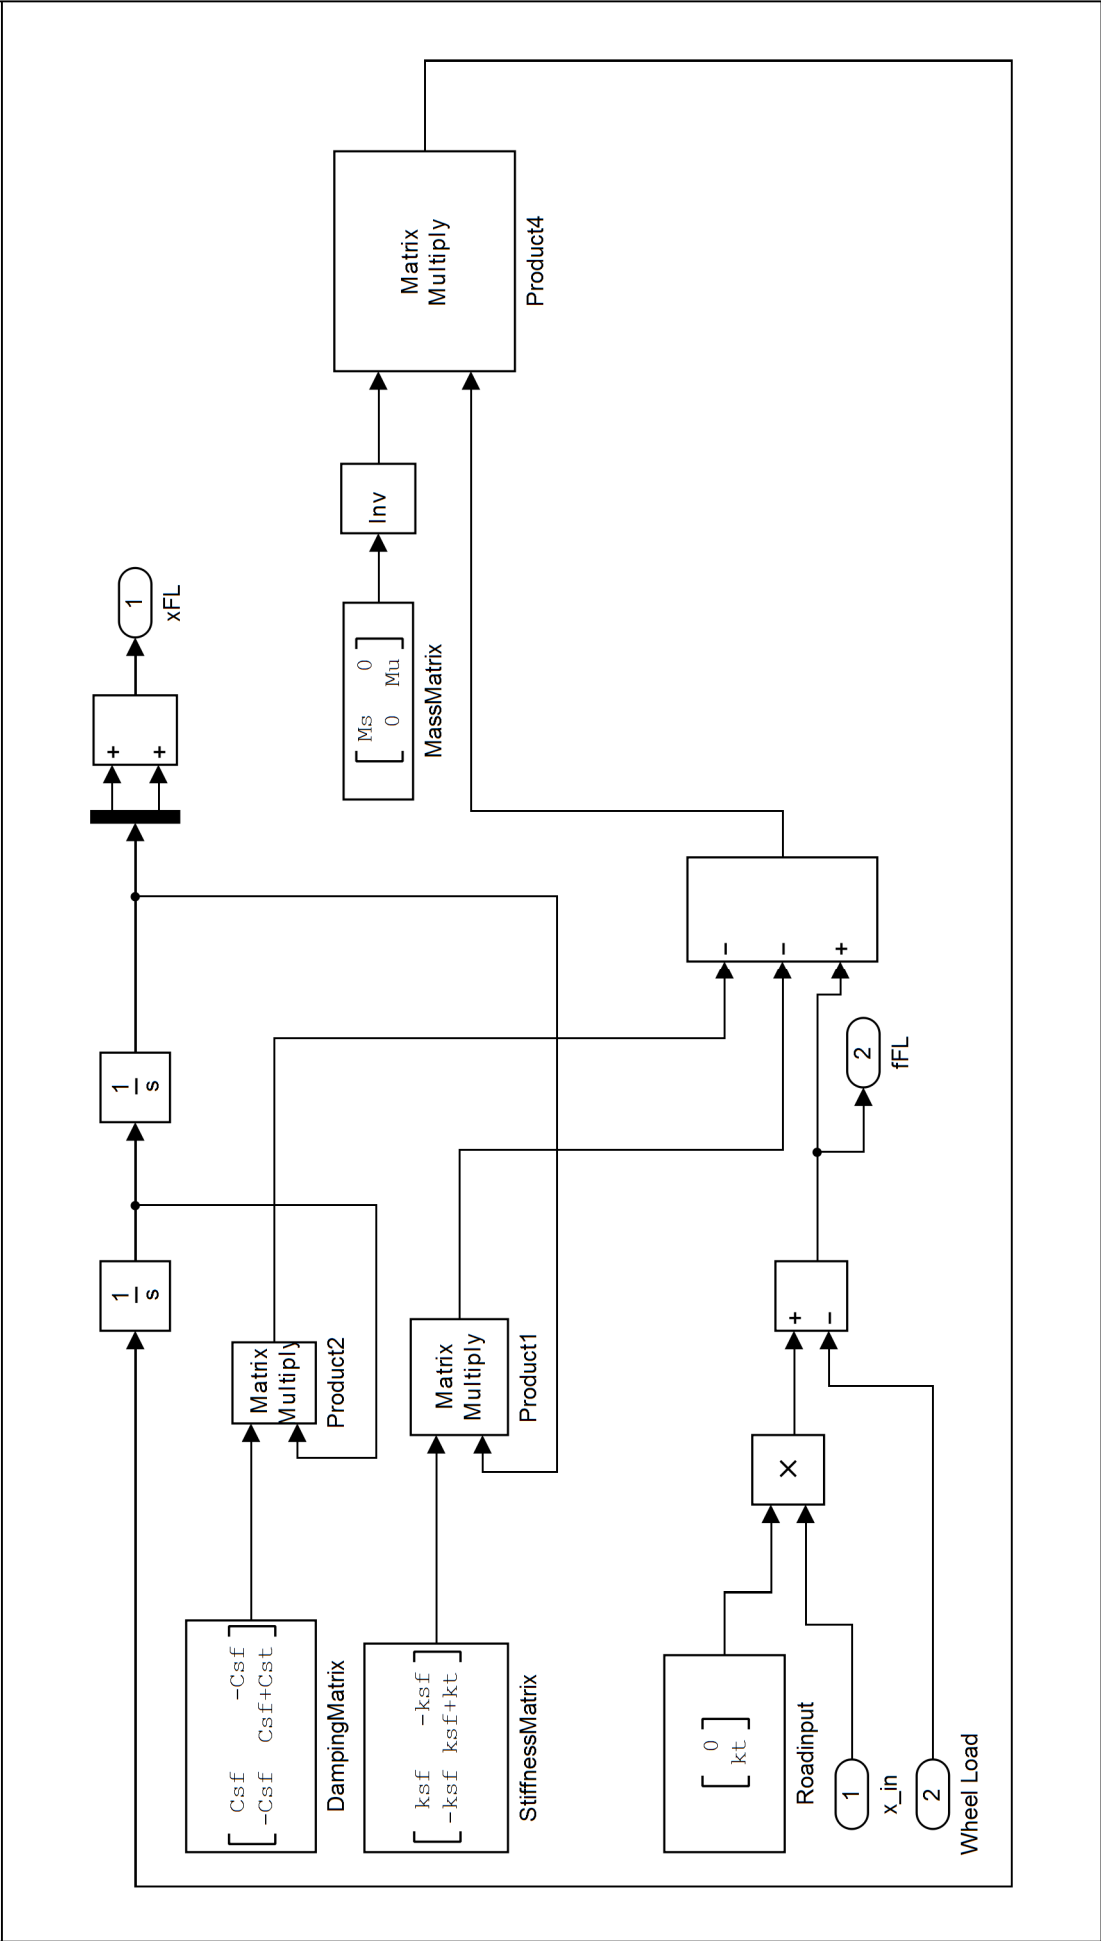 1
s
1
s
+
+
1
xFL
Csf -Csf
-Csf Csf+Cst
DampingMatrix
Matrix
Multiply
Product2
ksf -ksf
-ksf ksf+kt
StiffnessMatrix
Matrix
Multiply
Product1
Ms 0
0 Mu
MassMatrix
Inv
Matrix
Multiply
Product4
0
kt
Roadinput
1
x_in
2
Wheel Load
×
+
−
−
−
+
2
fFL